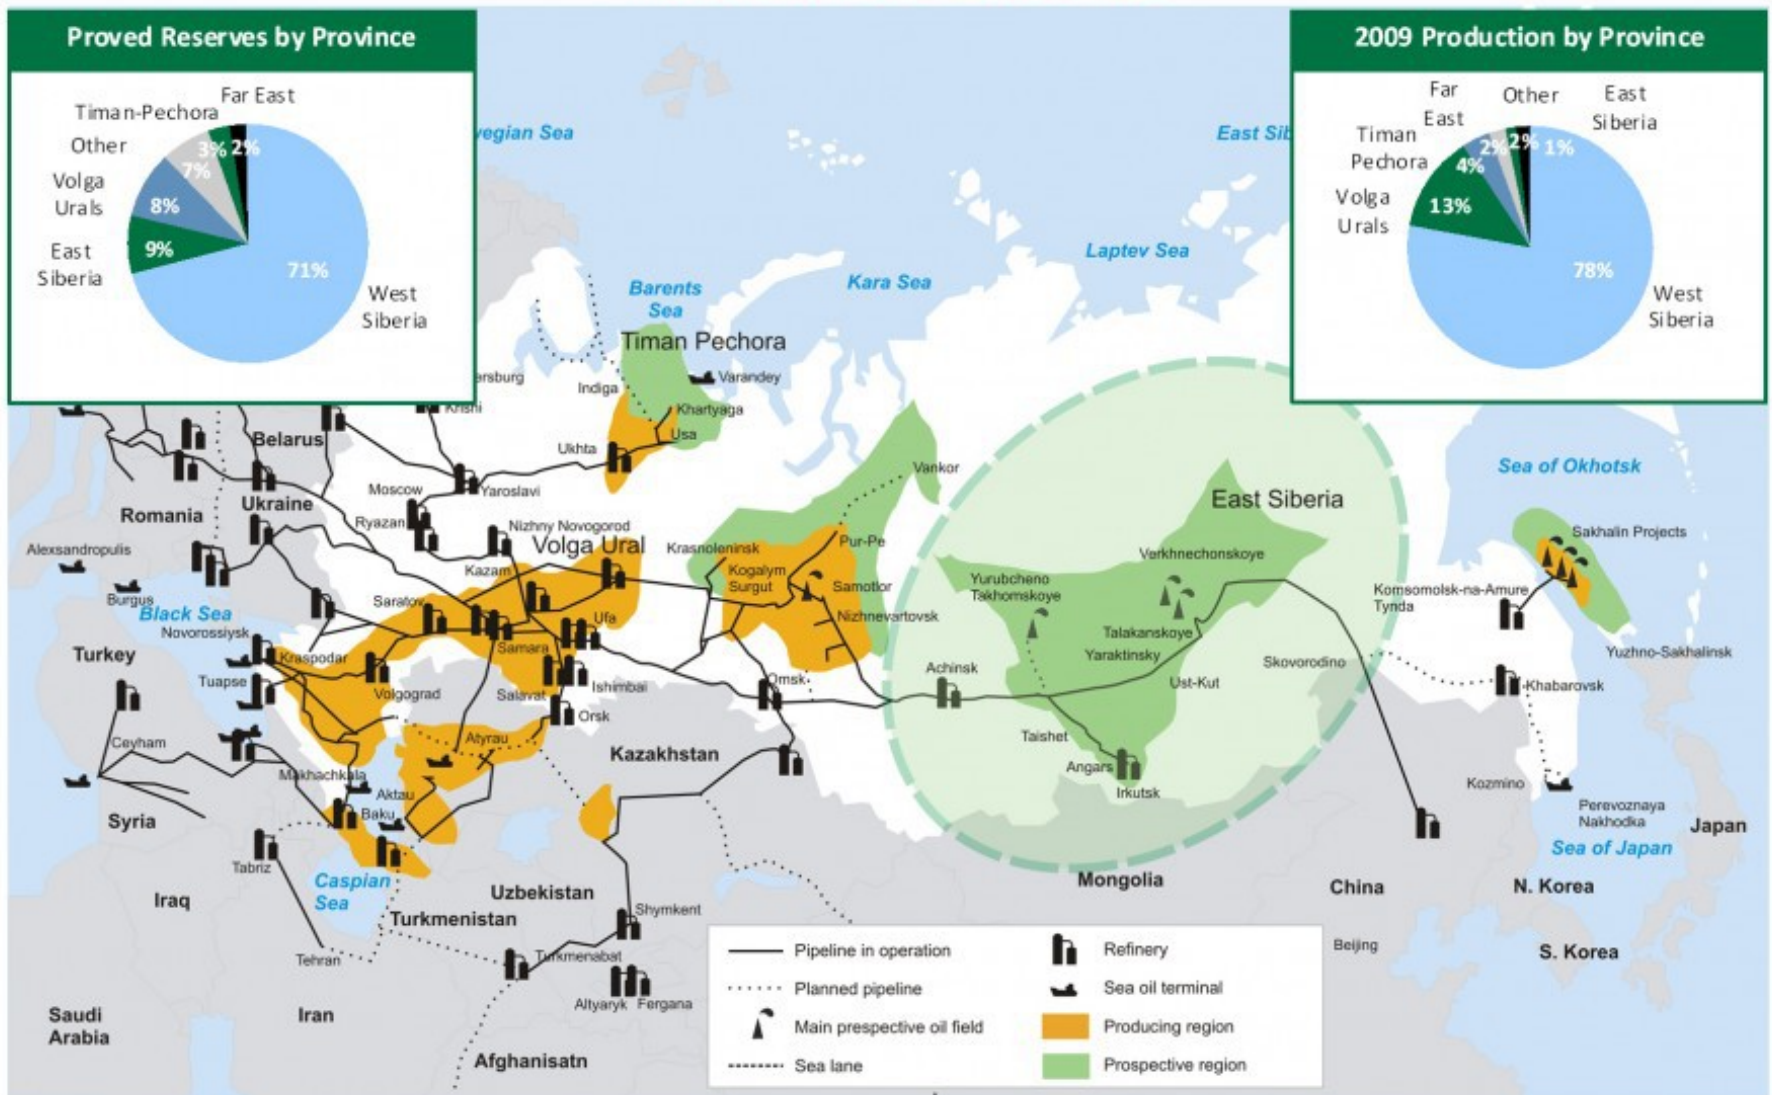 Proved Reserves by Province
Far East
Timan-Pechora
Other
3%
2%
7%
Volga
Urals
8%
East
Siberia
9%
71%
West
Siberia
2009 Production by Province
Far
East
Other
East
Siberia
Timan
Pechora
2%
2%
1%
4%
Volga
Urals
13%
78%
West
Siberia
wegian Sea
East Sib
Laptev Sea
Kara Sea
Barents
Sea
Timan Pechora
Varandey
Indiga
ersburg
Kirishi
Khartyaga
Usa
Ukhta
Belarus
Ukraine
Romania
Moscow
Yaroslavl
Ryazan
Nizhny Novogorod
Volga Ural
Kazam
Saratov
Ufa
Samara
Salavat
Ishimbai
Orsk
Alexsandropulis
Burgus
Black Sea
Novorossiysk
Kraspodar
Turkey
Tuapse
Volgograd
Ceyham
Atyrau
Makhachkala
Aktau
Baku
Syria
Tabriz
Iraq
Caspian
Sea
Tehran
Saudi
Arabia
Iran
Kazakhstan
Uzbekistan
Turkmenistan
Shymkent
Turkmenabat
Altyaryk
Fergana
Afghanisatn
Vankor
Krasnoleninsk
Pur-Pe
Kogalym
Surgut
Samotlor
Nizhnevartovsk
Omsk
Achinsk
East Siberia
Verkhnechonskoye
Yurubcheno
Takhomskoye
Talakanskoye
Yaraktinsky
Ust-Kut
Skovorodino
Taishet
Angars
Irkutsk
Mongolia
China
Beijing
Sea of Okhotsk
Sakhalin Projects
Komsomolsk-na-Amure
Tynda
Yuzhno-Sakhalinsk
Khabarovsk
Kozmino
Perevoznaya
Nakhodka
Japan
Sea of Japan
N. Korea
S. Korea
Pipeline in operation
Planned pipeline
Main prespective oil field
Sea lane
Refinery
Sea oil terminal
Producing region
Prospective region